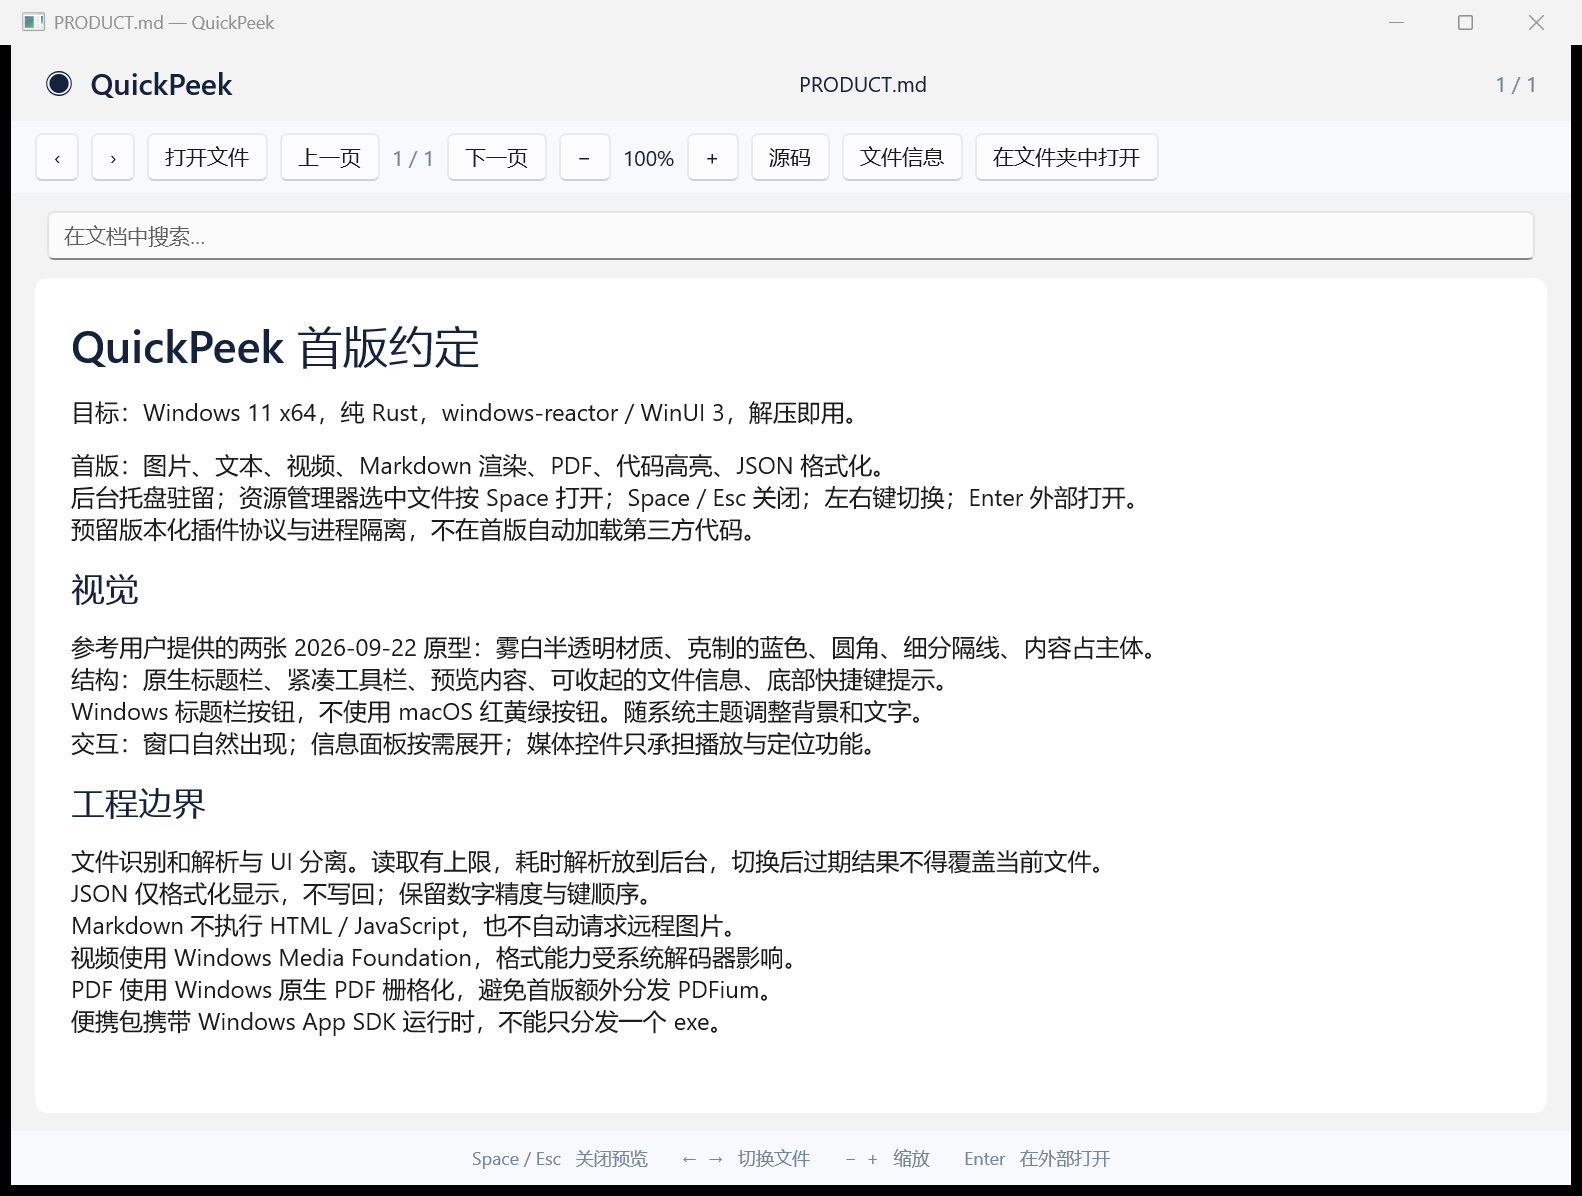 PRODUCT.md — QuickPeek
QuickPeek
PRODUCT.md
1 / 1
‹ › 打开文件 上一页 1 / 1 下一页 − 100% + 源码 文件信息 在文件夹中打开
在文档中搜索...
QuickPeek 首版约定
目标：Windows 11 x64，纯 Rust，windows-reactor / WinUI 3，解压即用。
首版：图片、文本、视频、Markdown 渲染、PDF、代码高亮、JSON 格式化。
后台托盘驻留；资源管理器选中文件按 Space 打开；Space / Esc 关闭；左右键切换；Enter 外部打开。
预留版本化插件协议与进程隔离，不在首版自动加载第三方代码。
视觉
参考用户提供的两张 2026-09-22 原型：雾白半透明材质、克制的蓝色、圆角、细分隔线、内容占主体。
结构：原生标题栏、紧凑工具栏、预览内容、可收起的文件信息、底部快捷键提示。
Windows 标题栏按钮，不使用 macOS 红黄绿按钮。随系统主题调整背景和文字。
交互：窗口自然出现；信息面板按需展开；媒体控件只承担播放与定位功能。
工程边界
文件识别和解析与 UI 分离。读取有上限，耗时解析放到后台，切换后过期结果不得覆盖当前文件。
JSON 仅格式化显示，不写回；保留数字精度与键顺序。
Markdown 不执行 HTML / JavaScript，也不自动请求远程图片。
视频使用 Windows Media Foundation，格式能力受系统解码器影响。
PDF 使用 Windows 原生 PDF 栅格化，避免首版额外分发 PDFium。
便携包携带 Windows App SDK 运行时，不能只分发一个 exe。
Space / Esc 关闭预览 ← → 切换文件 − + 缩放 Enter 在外部打开